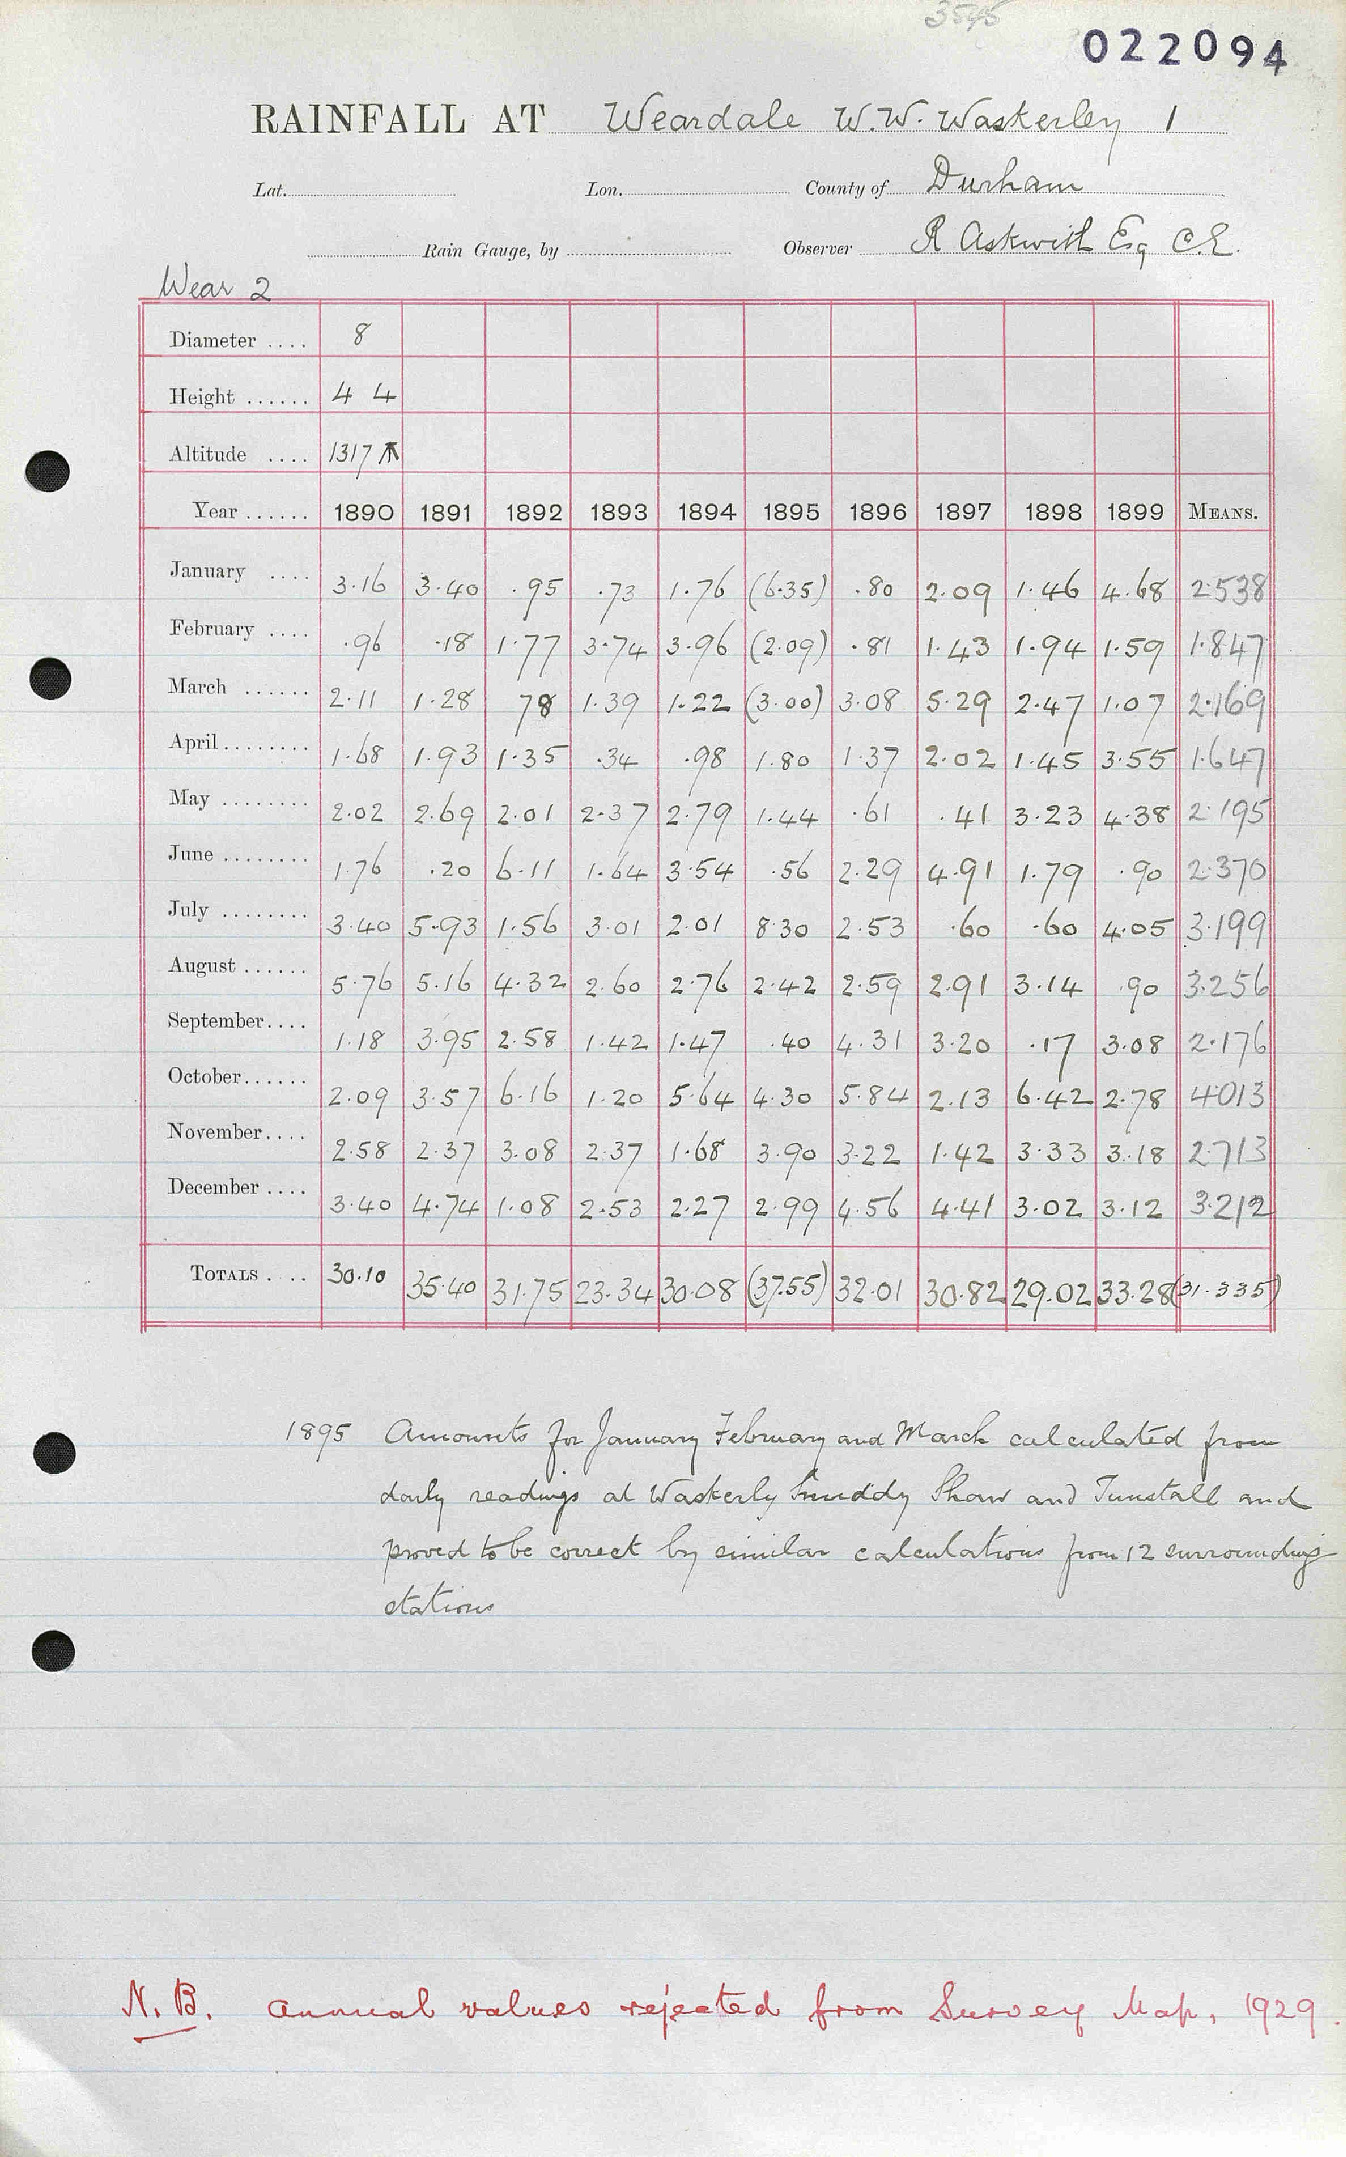 3545
022094
RAINFALL AT Weardale W.W. Waskerley 1
Lat. Lon. County of Durham
Rain Gauge, by Observer R Askwith Esq C.E.
Wear 2
Diameter .... 8
Height ...... 4 4
Altitude .... 1317
Year ...... 1890 1891 1892 1893 1894 1895 1896 1897 1898 1899 MEANS.
January .... 3.16 3.40 .95 .73 1.76 (6.35) .80 2.09 1.46 4.68 2.538
February .... .96 .18 1.77 3.74 3.96 (2.09) .81 1.43 1.94 1.59 1.847
March ...... 2.11 1.28 78 1.39 1.22 (3.00) 3.08 5.29 2.47 1.07 2.169
April ........ 1.68 1.93 1.35 .34 .98 1.80 1.37 2.02 1.45 3.55 1.647
May ........ 2.02 2.69 2.01 2.37 2.79 1.44 .61 .41 3.23 4.38 2.195
June ........ 1.76 .20 6.11 1.64 3.54 .56 2.29 4.91 1.79 .90 2.370
July ........ 3.40 5.93 1.56 3.01 2.01 8.30 2.53 .60 .60 4.05 3.199
August ...... 5.76 5.16 4.32 2.60 2.76 2.42 2.59 2.91 3.14 .90 3.256
September .... 1.18 3.95 2.58 1.42 1.47 .40 4.31 3.20 .17 3.08 2.176
October ...... 2.09 3.57 6.16 1.20 5.64 4.30 5.84 2.13 6.42 2.78 4.013
November .... 2.58 2.37 3.08 2.37 1.68 3.90 3.22 1.42 3.33 3.18 2.713
December .... 3.40 4.74 1.08 2.53 2.27 2.99 4.56 4.41 3.02 3.12 3.212
TOTALS .... 30.10 35.40 31.75 23.34 30.08 (37.55) 32.01 30.82 29.02 33.28 (31.335)
1895 Amounts for January February and March calculated from
daily readings at Waskerly Smiddy Shaw and Tunstall and
proved to be correct by similar calculations from 12 surrounding
stations
N.B. Annual values rejected from Survey Map, 1929.